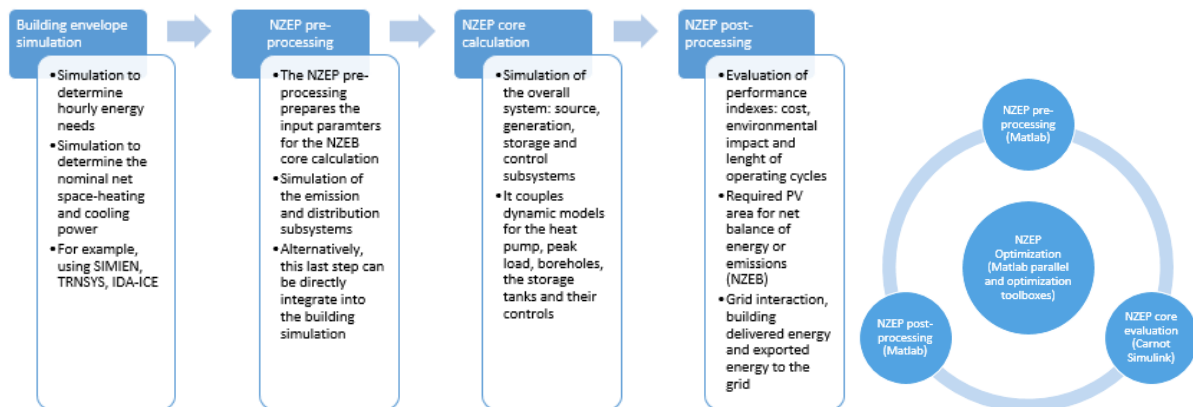 Building envelope
simulation
• Simulation to
determine
hourly energy
needs
• Simulation to
determine the
nominal net
space-heating
and cooling
power
• For example,
using SIMIEN,
TRNSYS, IDA-ICE
NZEP pre-
processing
• The NZEP pre-
processing
prepares the
input paramters
for the NZEB
core calculation
• Simulation of
the emission and
distribution
subsystems
• Alternatively,
this last step can
be directly
integrate into
the building
simulation
NZEP core
calculation
• Simulation of
the overall
system: source,
generation,
storage and
control
subsystems
• It couples
dynamic models
for the heat
pump, peak
load, boreholes,
the storage
tanks and their
controls
NZEP post-
processing
• Evaluation of
performance
indexes: cost,
environmental
impact and
lenght of
operating cycles
• Required PV
area for net
balance of
energy or
emissions
(NZEB)
• Grid interaction,
building
delivered energy
and exported
energy to the
grid
NZEP pre-
processing
(Matlab)
NZEP
Optimization
(Matlab parallel
and optimization
toolboxes)
NZEP post-
processing
(Matlab)
NZEP core
evaluation
(Carnot
Simulink)